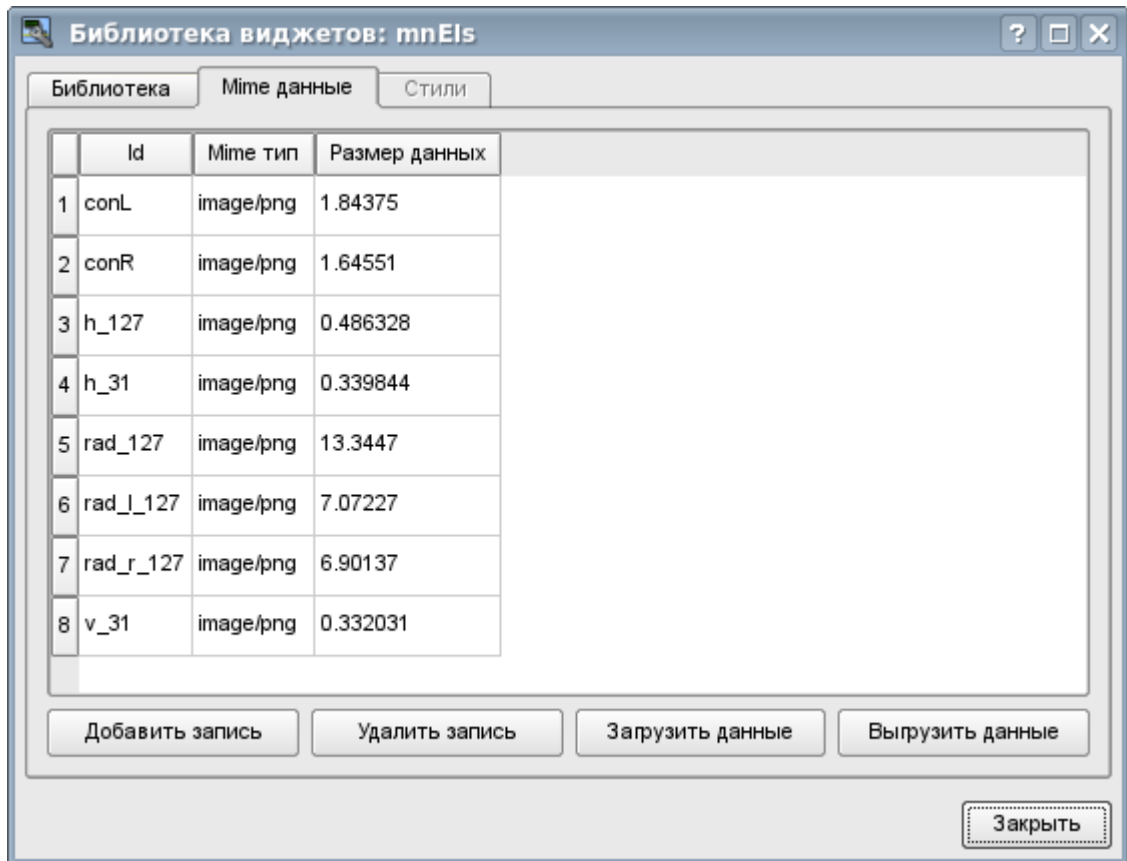 Библиотека виджетов: mnEls
Библиотека Mime данные Стили
Id Mime тип Размер данных
1 conL image/png 1.84375
2 conR image/png 1.64551
3 h_127 image/png 0.486328
4 h_31 image/png 0.339844
5 rad_127 image/png 13.3447
6 rad_l_127 image/png 7.07227
7 rad_r_127 image/png 6.90137
8 v_31 image/png 0.332031
Добавить запись Удалить запись Загрузить данные Выгрузить данные
Закрыть